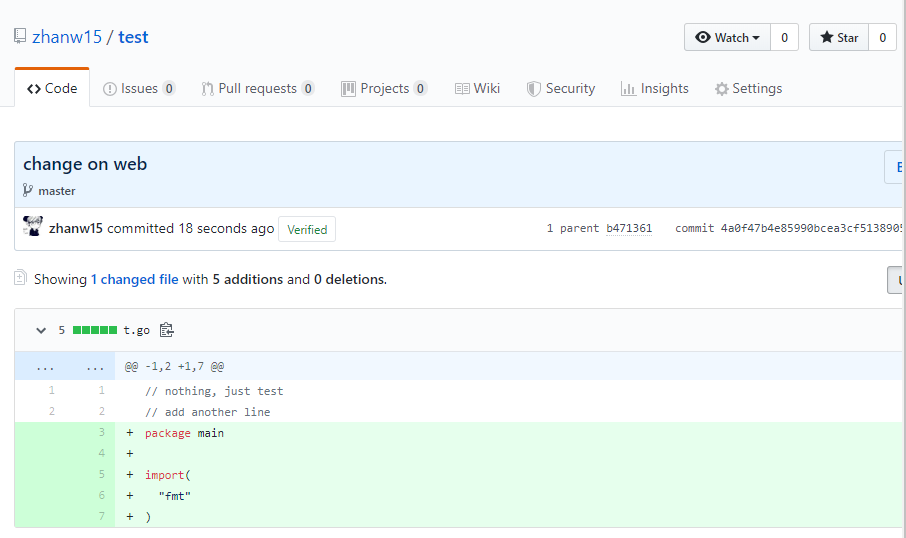 zhanw15 / test Watch 0 Star 0
Code Issues 0 Pull requests 0 Projects 0 Wiki Security Insights Settings
change on web
master
zhanw15 committed 18 seconds ago Verified 1 parent b471361 commit 4a0f47b4e85990bcea3cf5138905
Showing 1 changed file with 5 additions and 0 deletions.
5 t.go
... ... @@ -1,2 +1,7 @@
1 1 // nothing, just test
2 2 // add another line
3 + package main
4 +
5 + import(
6 + "fmt"
7 + )